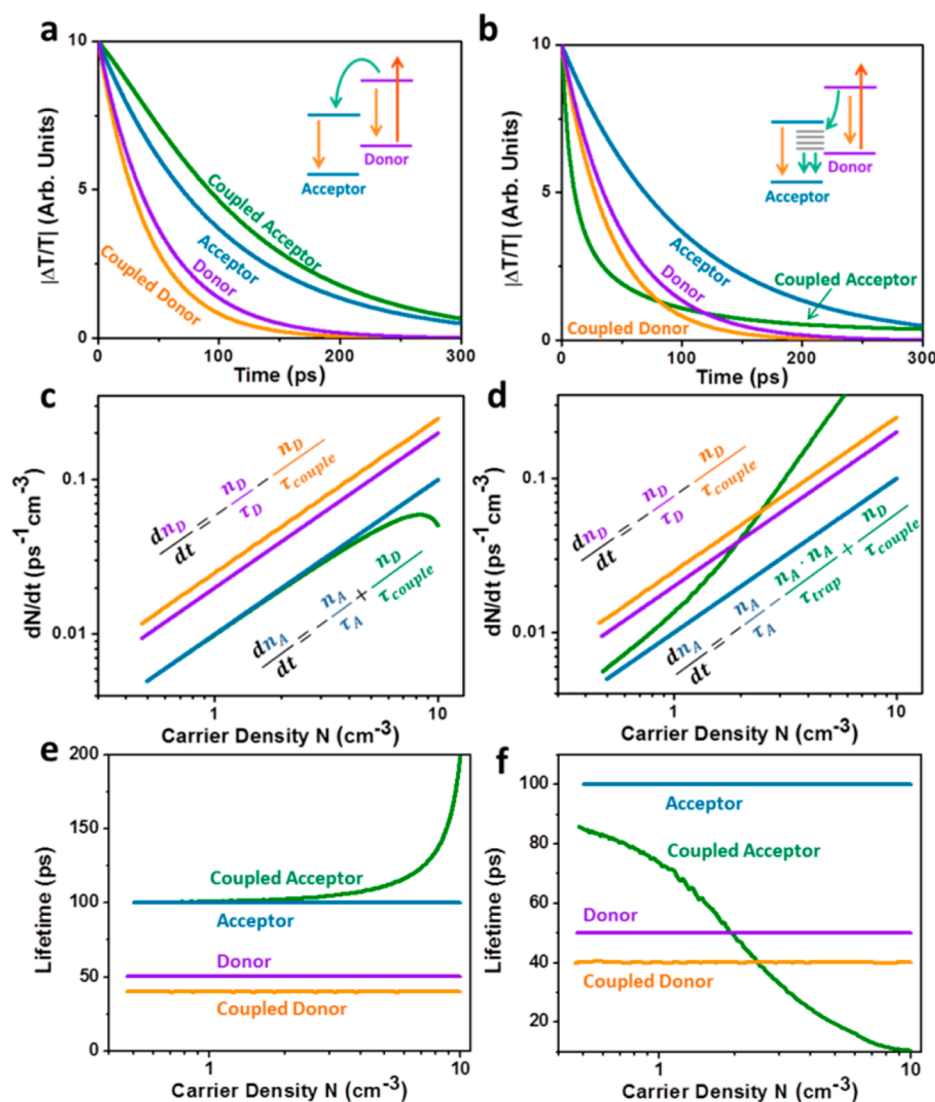 a
10
5
0
|ΔT/T| (Arb. Units)
0
100
200
300
Time (ps)
Acceptor
Donor
Coupled Acceptor
Acceptor
Donor
Coupled Donor
b
10
5
0
|ΔT/T| (Arb. Units)
0
100
200
300
Time (ps)
Acceptor
Donor
Acceptor
Donor
Coupled Acceptor
Coupled Donor
c
0.1
0.01
dN/dt (ps⁻¹cm⁻³)
dn_D/dt = − n_D/τ_D − n_D/τ_couple
dn_A/dt = − n_A/τ_A + n_D/τ_couple
1
10
Carrier Density N (cm⁻³)
d
0.1
0.01
dN/dt (ps⁻¹cm⁻³)
dn_D/dt = − n_D/τ_D − n_D/τ_couple
dn_A/dt = − n_A/τ_A − n_A · n_A/τ_trap + n_D/τ_couple
1
10
Carrier Density N (cm⁻³)
e
200
150
100
50
0
Lifetime (ps)
Coupled Acceptor
Acceptor
Donor
Coupled Donor
1
10
Carrier Density N (cm⁻³)
f
100
80
60
40
20
Lifetime (ps)
Acceptor
Coupled Acceptor
Donor
Coupled Donor
1
10
Carrier Density N (cm⁻³)